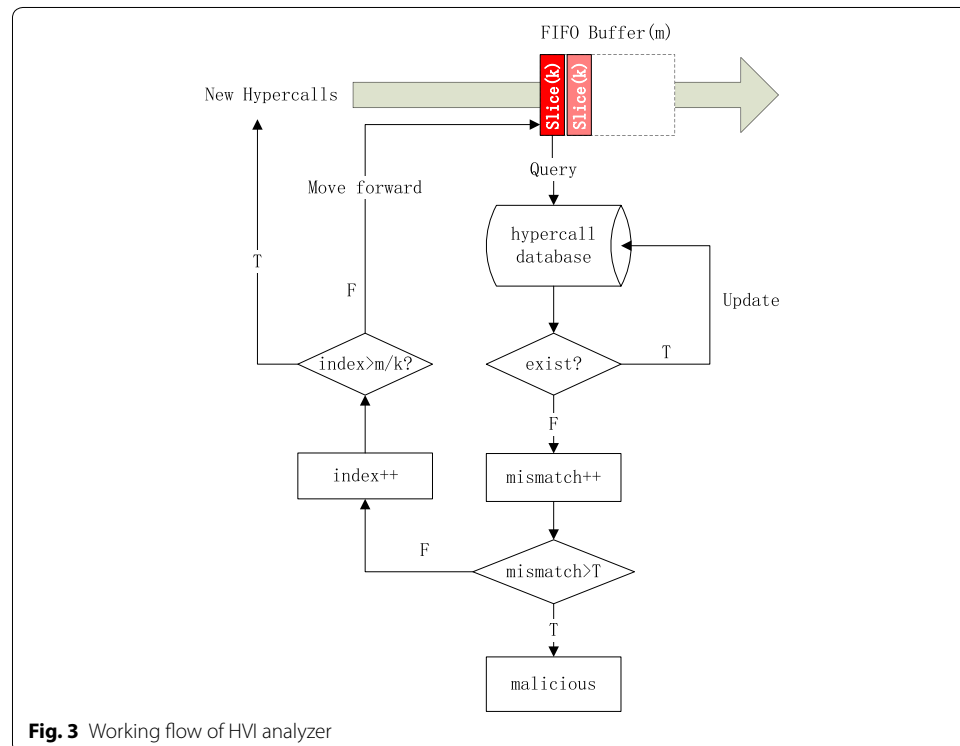 FIFO Buffer(m)
New Hypercalls
Slice(k)
Slice(k)
Query
Move forward
hypercall
database
T
F
Update
index>m/k?
exist?
T
F
index++
mismatch++
F
mismatch>T
T
malicious
Fig. 3 Working flow of HVI analyzer